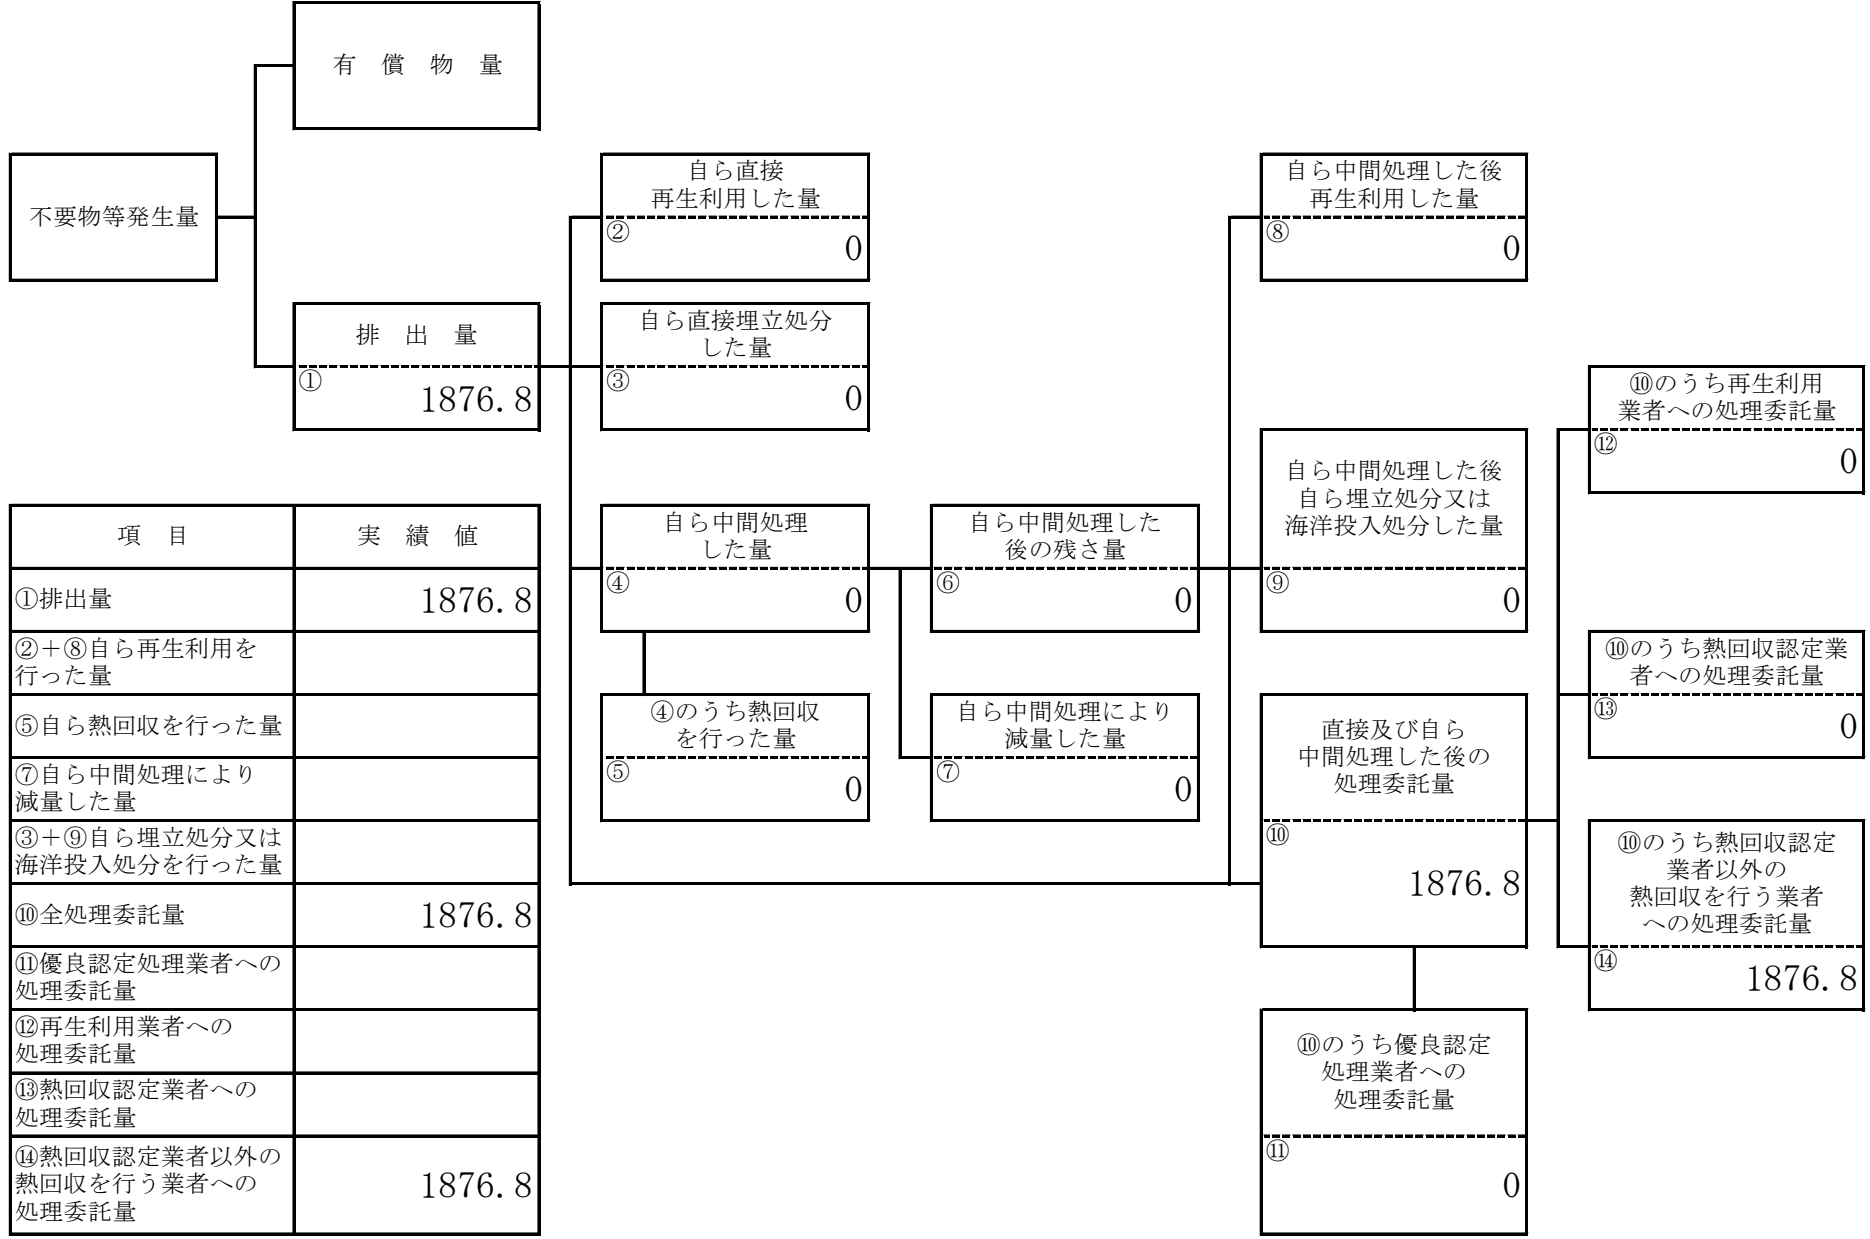 有　償　物　量
不要物等発生量
排　出　量
①
1876.8
自ら直接
再生利用した量
②
0
自ら直接埋立処分
した量
③
0
自ら中間処理
した量
④
0
④のうち熱回収
を行った量
⑤
0
自ら中間処理した
後の残さ量
⑥
0
自ら中間処理により
減量した量
⑦
0
自ら中間処理した後
再生利用した量
⑧
0
自ら中間処理した後
自ら埋立処分又は
海洋投入処分した量
⑨
0
直接及び自ら
中間処理した後の
処理委託量
⑩
1876.8
⑩のうち優良認定
処理業者への
処理委託量
⑪
0
⑩のうち再生利用
業者への処理委託量
⑫
0
⑩のうち熱回収認定業
者への処理委託量
⑬
0
⑩のうち熱回収認定
業者以外の
熱回収を行う業者
への処理委託量
⑭
1876.8
項　目　実　績　値
①排出量　1876.8
②＋⑧自ら再生利用を
行った量
⑤自ら熱回収を行った量
⑦自ら中間処理により
減量した量
③＋⑨自ら埋立処分又は
海洋投入処分を行った量
⑩全処理委託量　1876.8
⑪優良認定処理業者への
処理委託量
⑫再生利用業者への
処理委託量
⑬熱回収認定業者への
処理委託量
⑭熱回収認定業者以外の
熱回収を行う業者への　1876.8
処理委託量